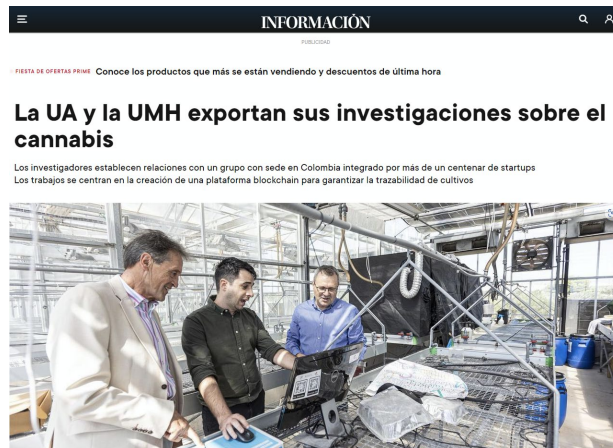 INFORMACIÓN
PUBLICIDAD
FIESTA DE OFERTAS PRIME Conoce los productos que más se están vendiendo y descuentos de última hora
La UA y la UMH exportan sus investigaciones sobre el
cannabis
Los investigadores establecen relaciones con un grupo con sede en Colombia integrado por más de un centenar de startups
Los trabajos se centran en la creación de una plataforma blockchain para garantizar la trazabilidad de cultivos